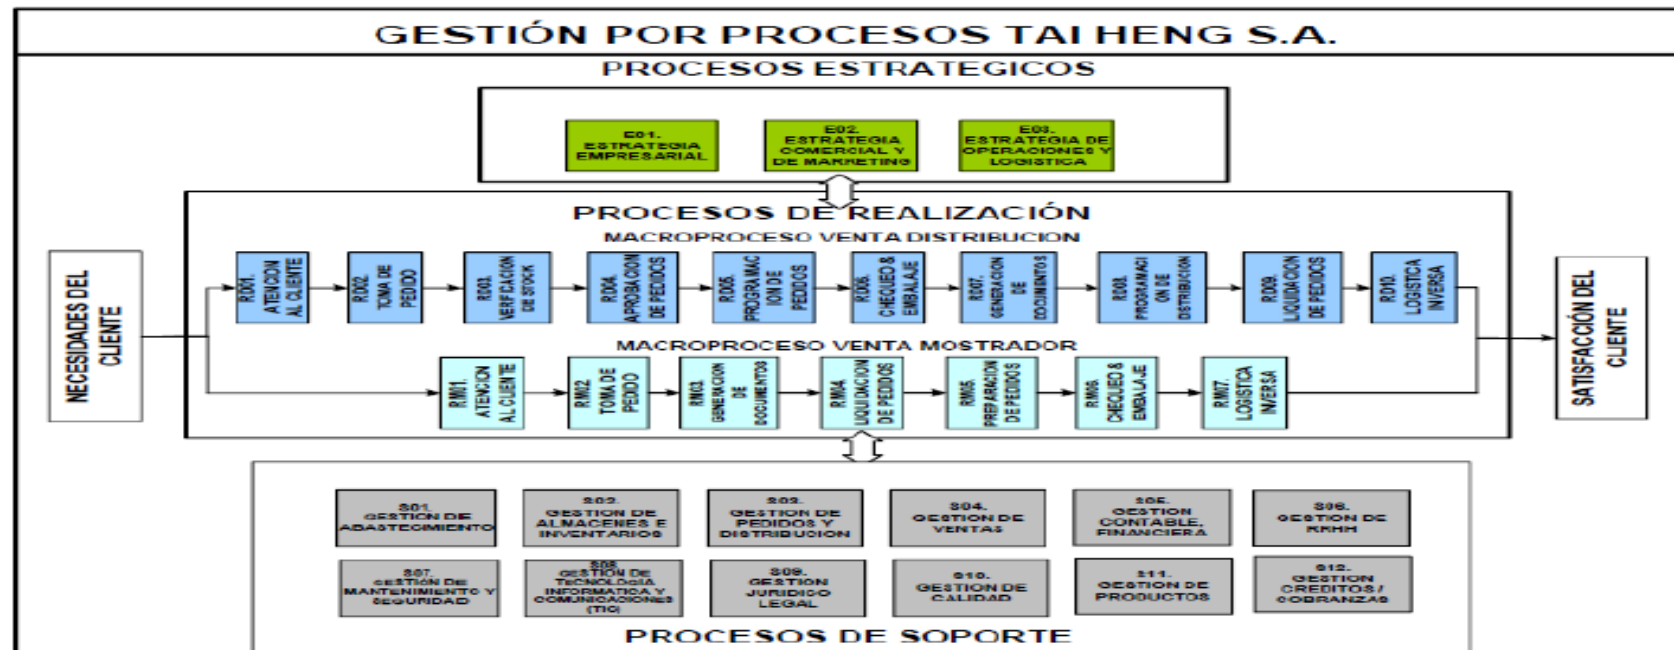 GESTIÓN POR PROCESOS TAI HENG S.A.
PROCESOS ESTRATEGICOS
E01.
ESTRATEGIA
EMPRESARIAL
E02.
ESTRATEGIA
COMERCIAL Y
DE MARKETING
E03.
ESTRATEGIA DE
OPERACIONES Y
LOGISTICA
PROCESOS DE REALIZACIÓN
MACROPROCESO VENTA DISTRIBUCION
NECESIDADES DEL
CLIENTE
RD01.
ATENCION
AL CLIENTE
RD02.
TOMA DE
PEDIDO
RD03.
VERIFICACION
DE STOCK
RD04.
APROBACION
DE PEDIDOS
RD05.
PROGRAMAC
ION DE
PEDIDOS
RD06.
CHEQUEO &
EMBALAJE
RD07.
GENERACION
DE
DOCUMENTOS
RD08.
PROGRAMACI
ON DE
DISTRIBUCION
RD09.
LIQUIDACION
DE PEDIDOS
RD10.
LOGISTICA
INVERSA
SATISFACCIÓN DEL
CLIENTE
MACROPROCESO VENTA MOSTRADOR
RM01.
ATENCION
AL CLIENTE
RM02.
TOMA DE
PEDIDO
RM03.
GENERACION
DE
DOCUMENTOS
RM04.
LIQUIDACION
DE PEDIDOS
RM05.
PREPARACION
DE PEDIDOS
RM06.
CHEQUEO &
EMBALAJE
RM07.
LOGISTICA
INVERSA
S01.
GESTION DE
ABASTECIMIENTO
S02.
GESTION DE
ALMACENES E
INVENTARIOS
S03.
GESTION DE
PEDIDOS Y
DISTRIBUCION
S04.
GESTION DE
VENTAS
S05.
GESTION
CONTABLE,
FINANCIERA
S06.
GESTION DE
RRHH
S07.
GESTIÓN DE
MANTENIMIENTO Y
SEGURIDAD
S08.
GESTIÓN DE
TECNOLOGIA
INFORMATICA Y
COMUNICACIONES
(TIC)
S09.
GESTION
JURIDICO
LEGAL
S10.
GESTION
DE CALIDAD
S11.
GESTION DE
PRODUCTOS
S12.
GESTION
CREDITOS /
COBRANZAS
PROCESOS DE SOPORTE